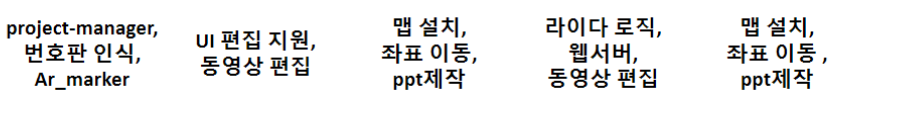 project-manager,
번호판 인식,
Ar_marker
UI 편집 지원,
동영상 편집
맵 설치,
좌표 이동,
ppt제작
라이다 로직,
웹서버,
동영상 편집
맵 설치,
좌표 이동 ,
ppt제작